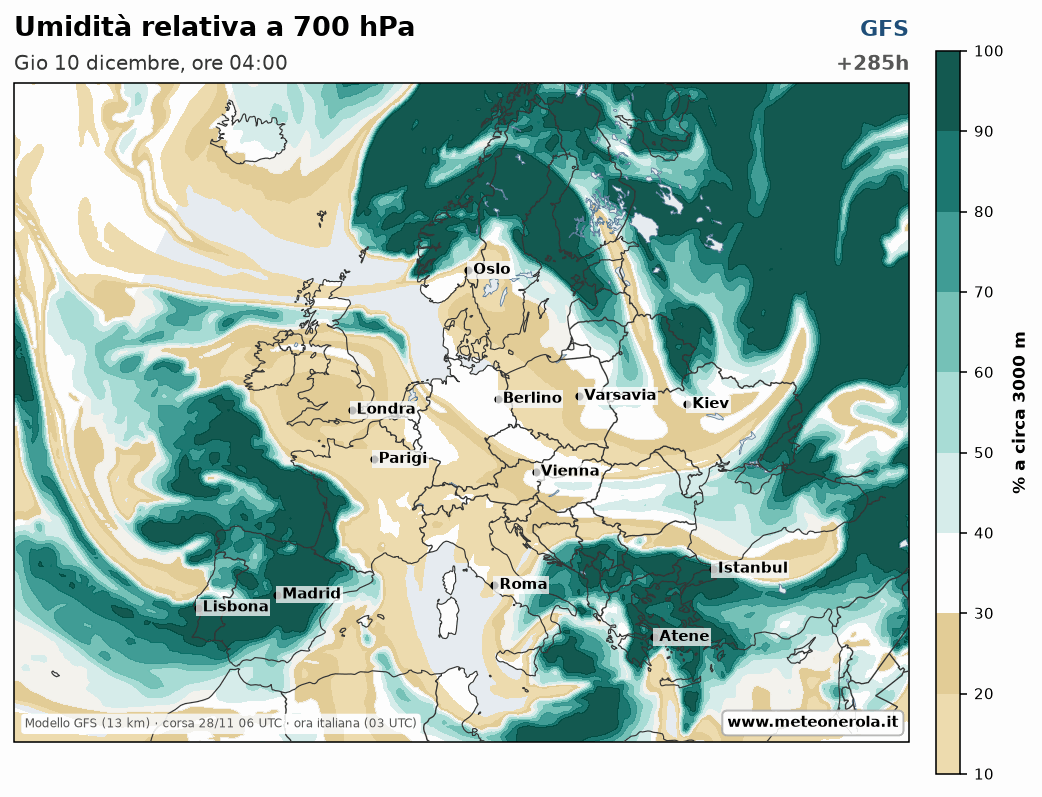 Umidità relativa a 700 hPa
GFS
Gio 10 dicembre, ore 04:00
+285h
100
90
80
70
60
50
40
30
20
10
% a circa 3000 m
Oslo
Londra
Berlino
Varsavia
Kiev
Parigi
Vienna
Istanbul
Roma
Madrid
Lisbona
Atene
Modello GFS (13 km) · corsa 28/11 06 UTC · ora italiana (03 UTC)
www.meteonerola.it